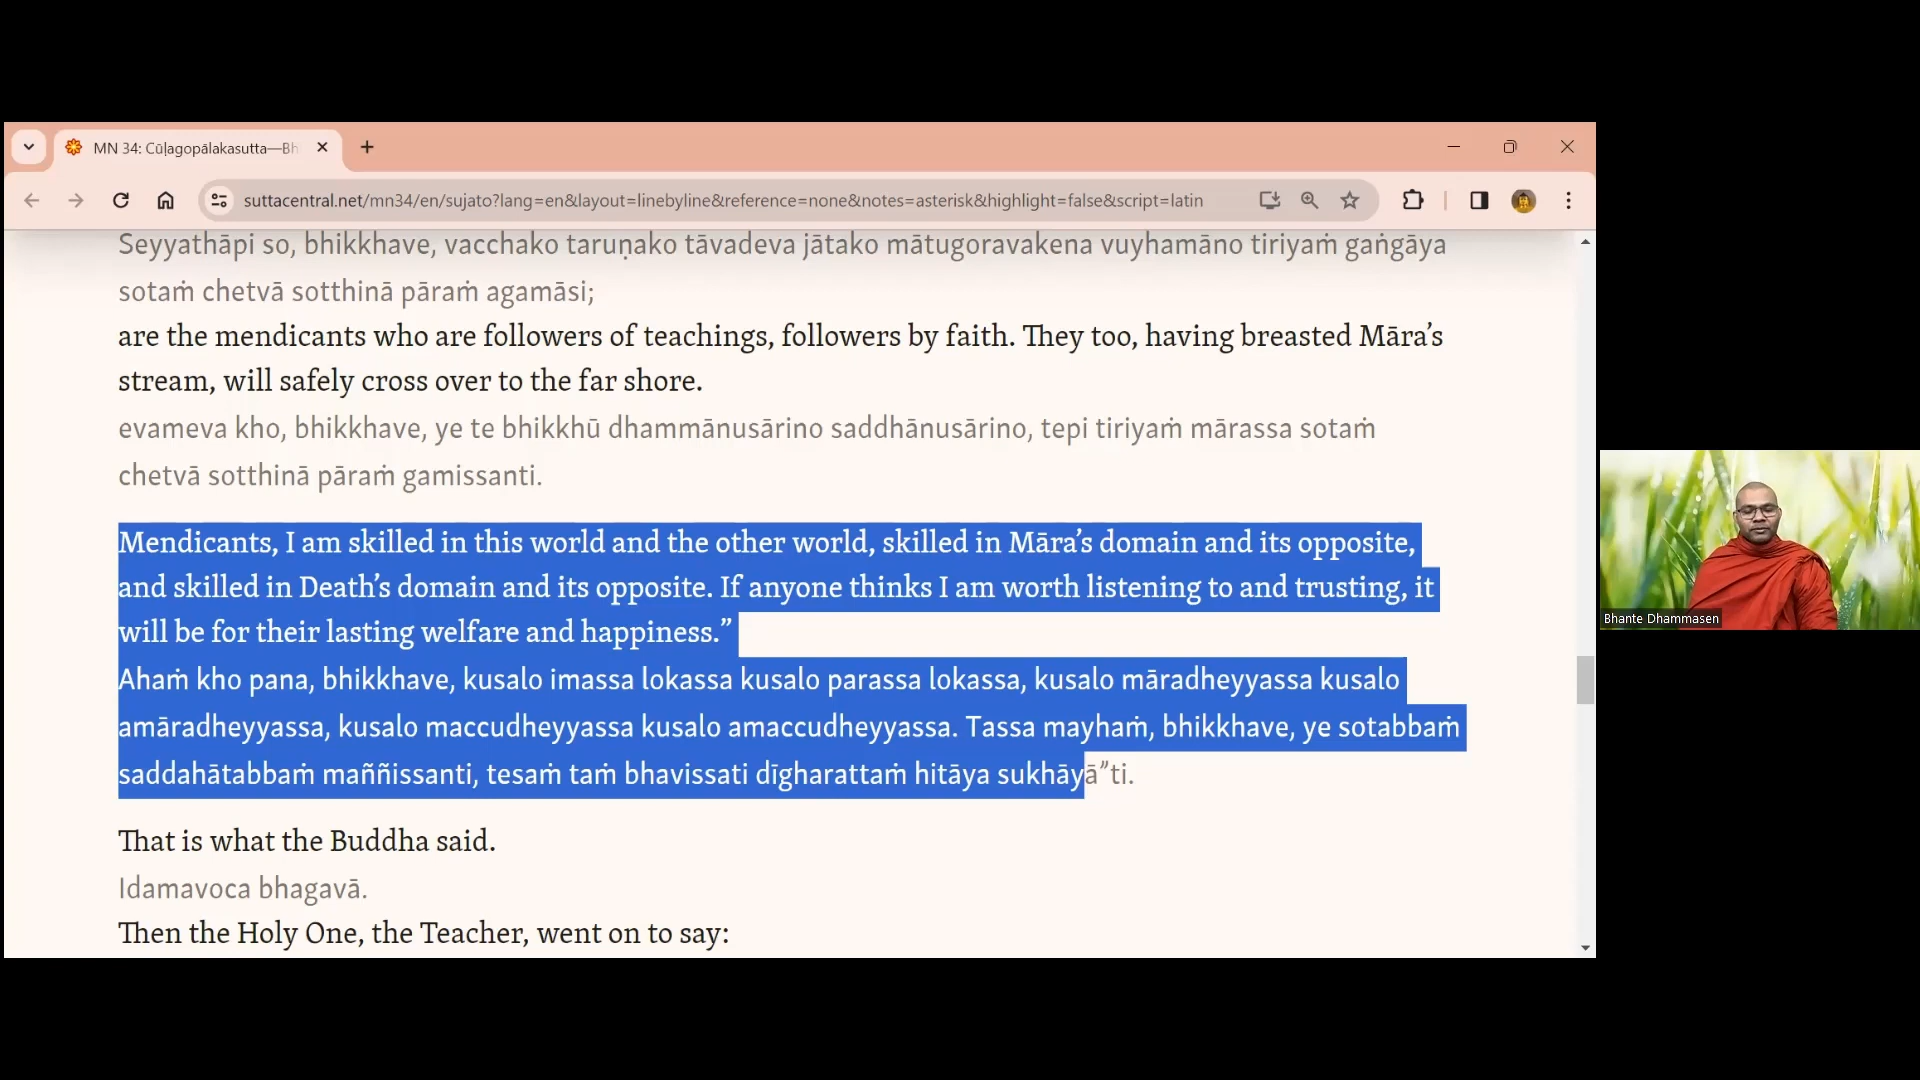 MN 34: Cūḷagopālakasutta—Bh
suttacentral.net/mn34/en/sujato?lang=en&layout=linebyline&reference=none&notes=asterisk&highlight=false&script=latin
Seyyathāpi so, bhikkhave, vacchako taruṇako tāvadeva jātako mātugoravakena vuyhamāno tiriyaṁ gaṅgāya
sotaṁ chetvā sotthinā pāraṁ agamāsi;
are the mendicants who are followers of teachings, followers by faith. They too, having breasted Māra’s
stream, will safely cross over to the far shore.
evameva kho, bhikkhave, ye te bhikkhū dhammānusārino saddhānusārino, tepi tiriyaṁ mārassa sotaṁ
chetvā sotthinā pāraṁ gamissanti.
Mendicants, I am skilled in this world and the other world, skilled in Māra’s domain and its opposite,
and skilled in Death’s domain and its opposite. If anyone thinks I am worth listening to and trusting, it
will be for their lasting welfare and happiness.”
Ahaṁ kho pana, bhikkhave, kusalo imassa lokassa kusalo parassa lokassa, kusalo māradheyyassa kusalo
amāradheyyassa, kusalo maccudheyyassa kusalo amaccudheyyassa. Tassa mayhaṁ, bhikkhave, ye sotabbaṁ
saddahātabbaṁ maññissanti, tesaṁ taṁ bhavissati dīgharattaṁ hitāya sukhāyā”ti.
That is what the Buddha said.
Idamavoca bhagavā.
Then the Holy One, the Teacher, went on to say:
Bhante Dhammasen